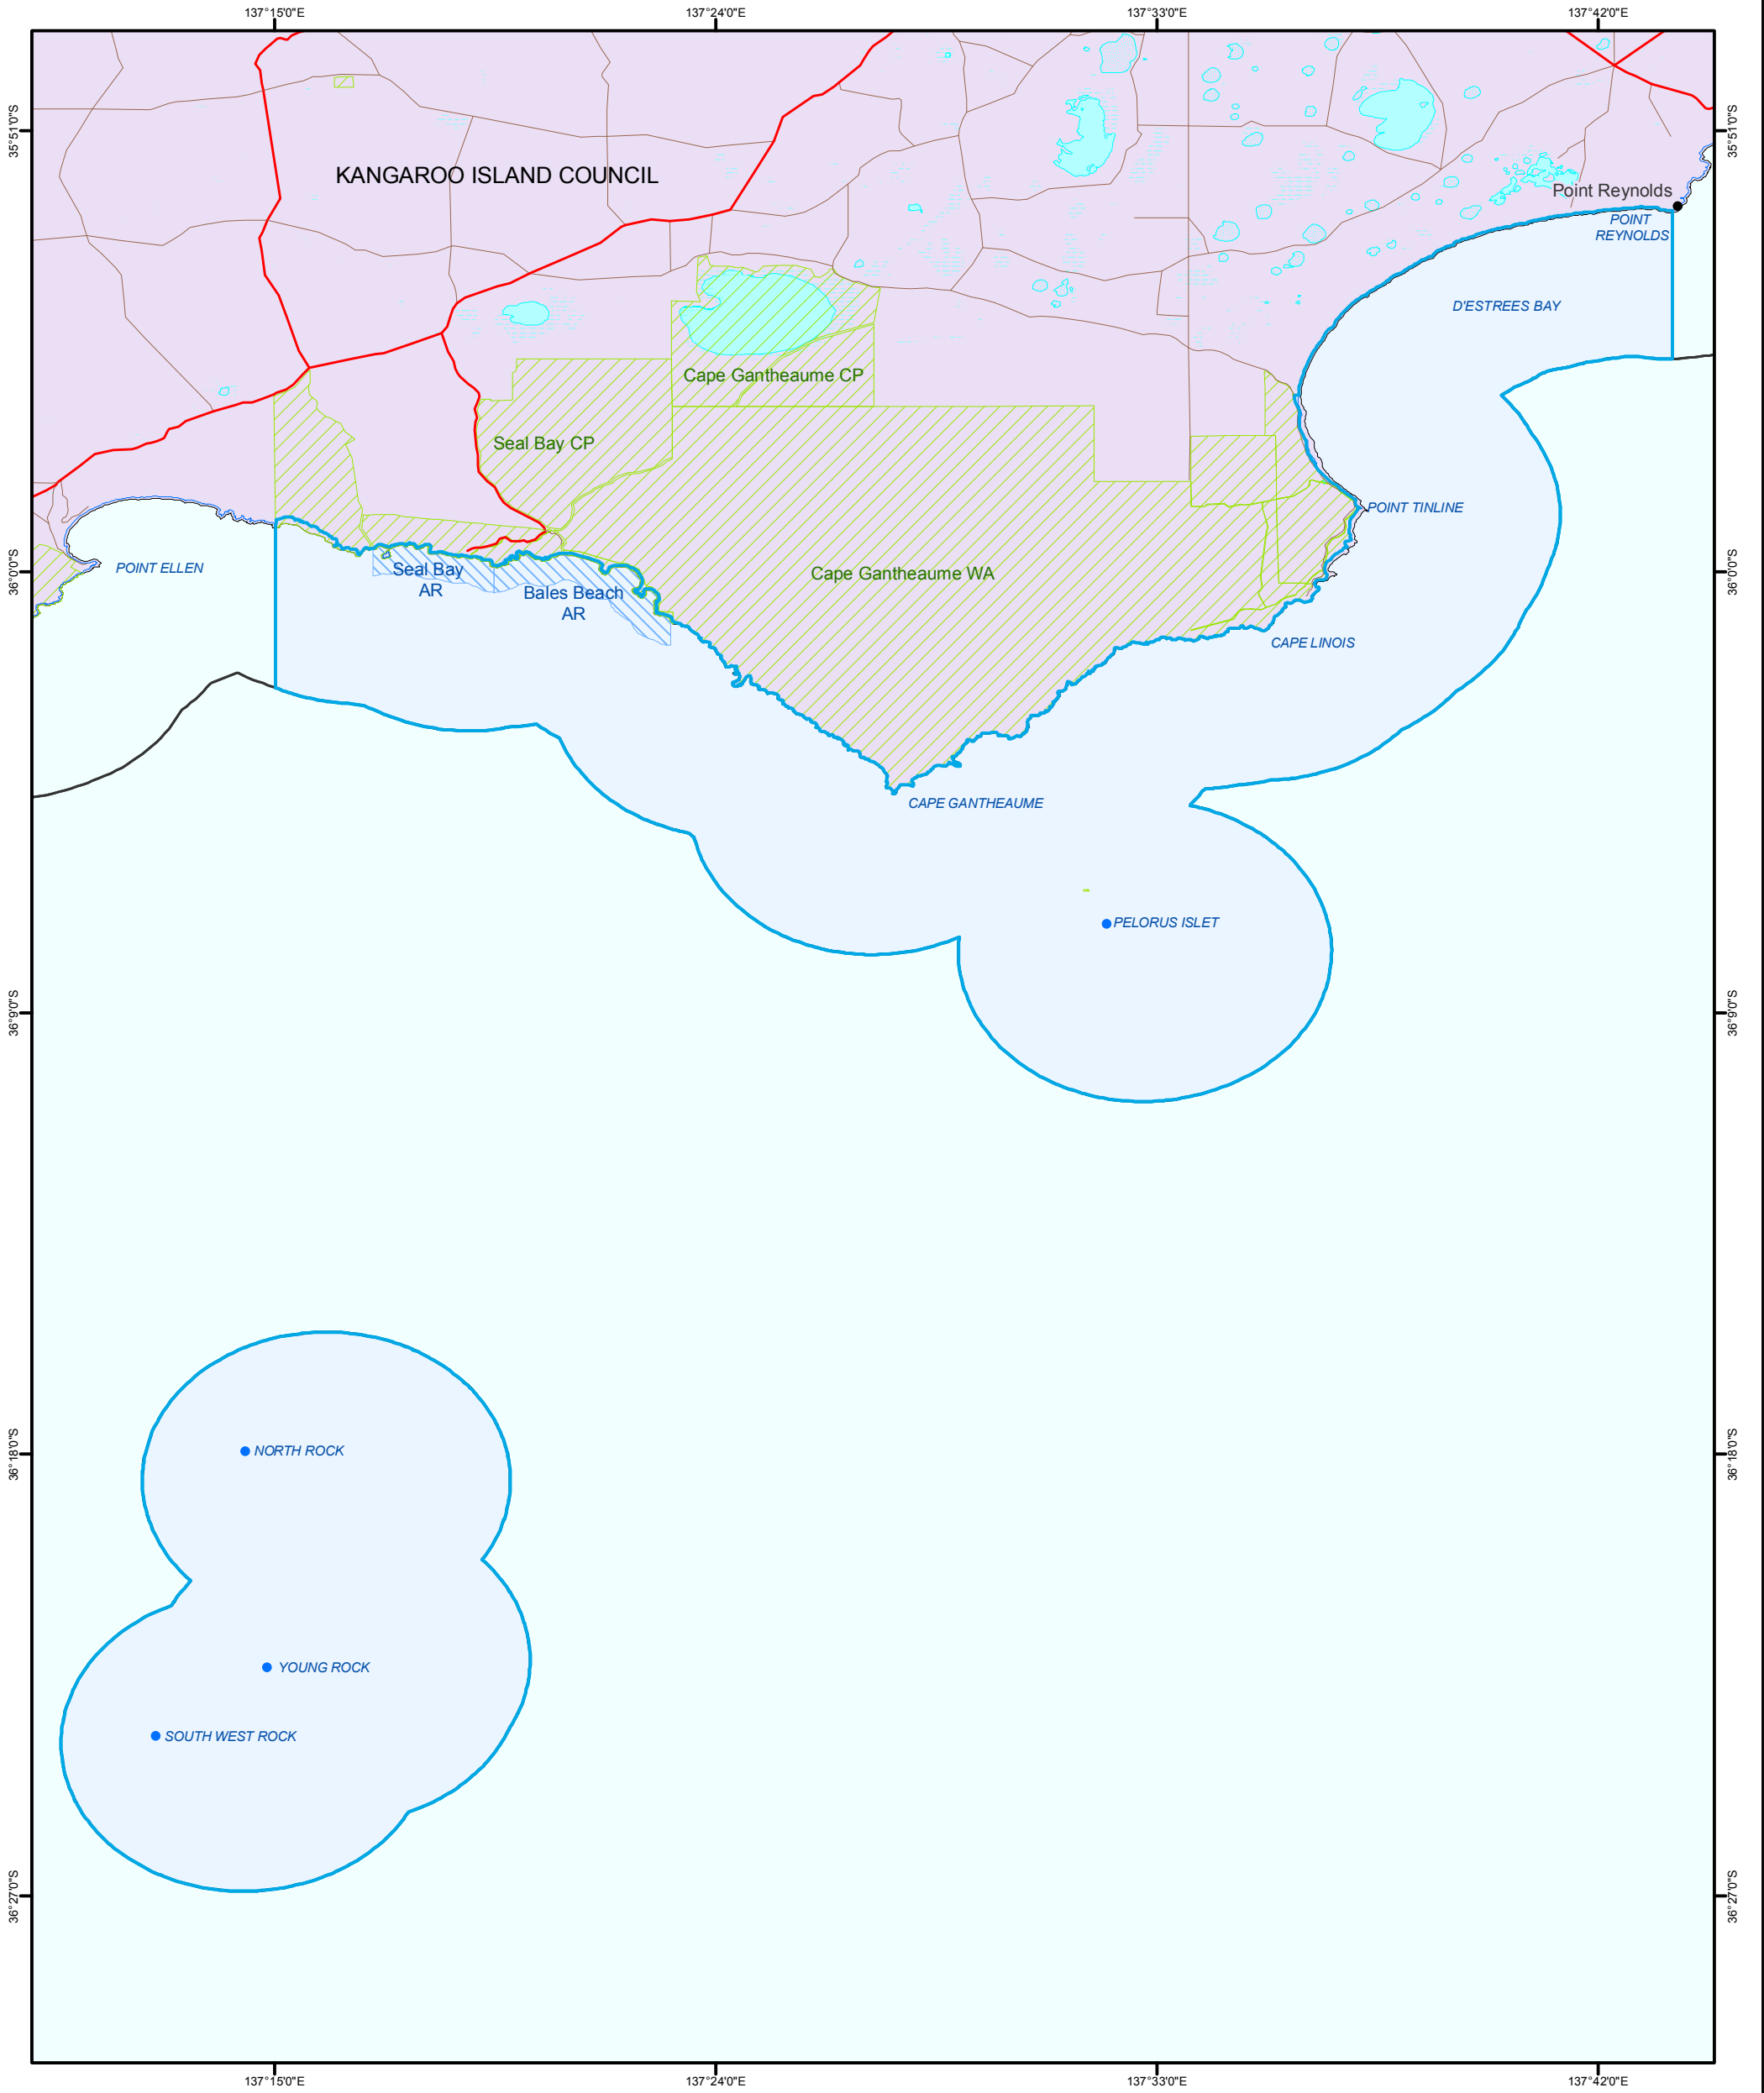 137°15'0"E
137°24'0"E
137°33'0"E
137°42'0"E
35°51'0"S
35°51'0"S
KANGAROO ISLAND COUNCIL
Point Reynolds
POINT
REYNOLDS
D'ESTREES BAY
Cape Gantheaume CP
Seal Bay CP
POINT TINLINE
POINT ELLEN
Seal Bay
AR
Bales Beach
AR
Cape Gantheaume WA
36°0'0"S
36°0'0"S
CAPE LINOIS
CAPE GANTHEAUME
PELORUS ISLET
36°9'0"S
36°9'0"S
NORTH ROCK
36°18'0"S
36°18'0"S
YOUNG ROCK
SOUTH WEST ROCK
36°27'0"S
36°27'0"S
137°15'0"E
137°24'0"E
137°33'0"E
137°42'0"E